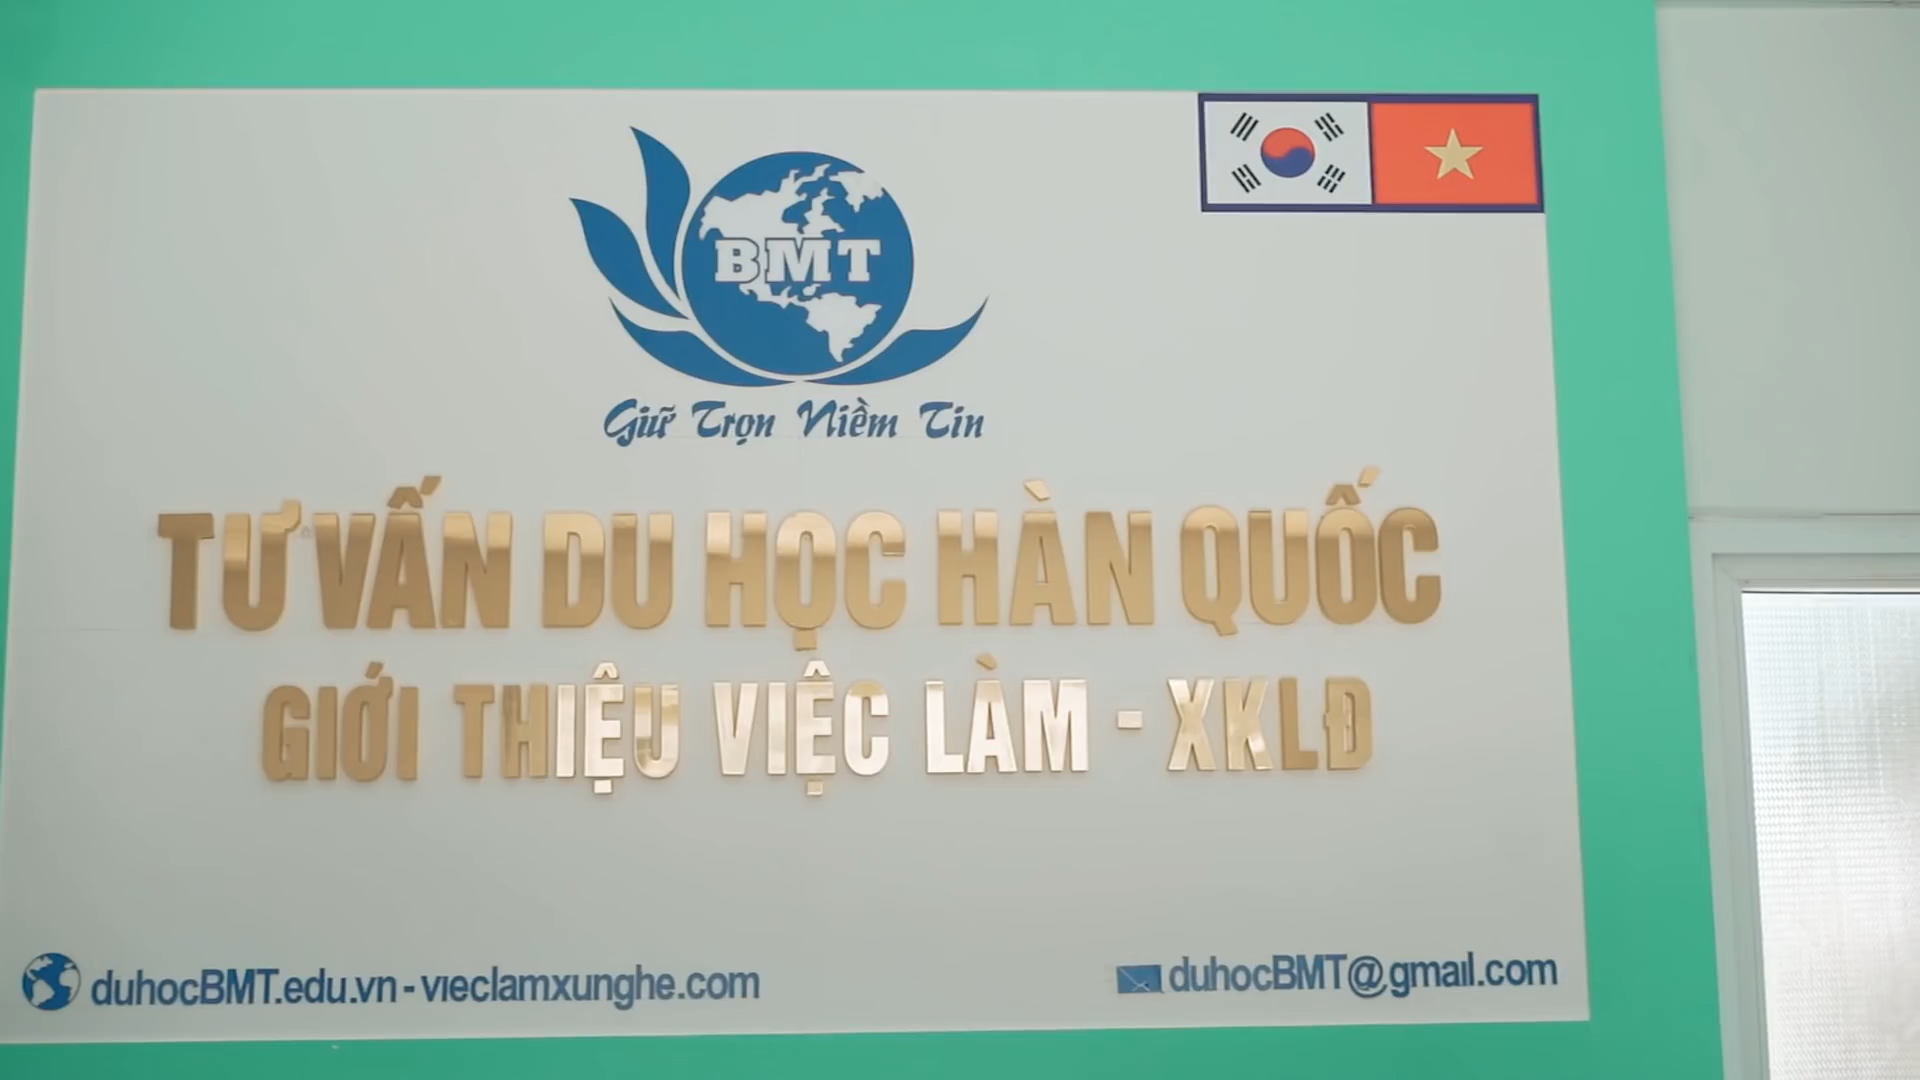 BMT
Giữ Trọn Niềm Tin
TƯ VẤN DU HỌC HÀN QUỐC
GIỚI THIỆU VIỆC LÀM - XKLĐ
duhocBMT.edu.vn - vieclamxunghe.com
duhocBMT@gmail.com